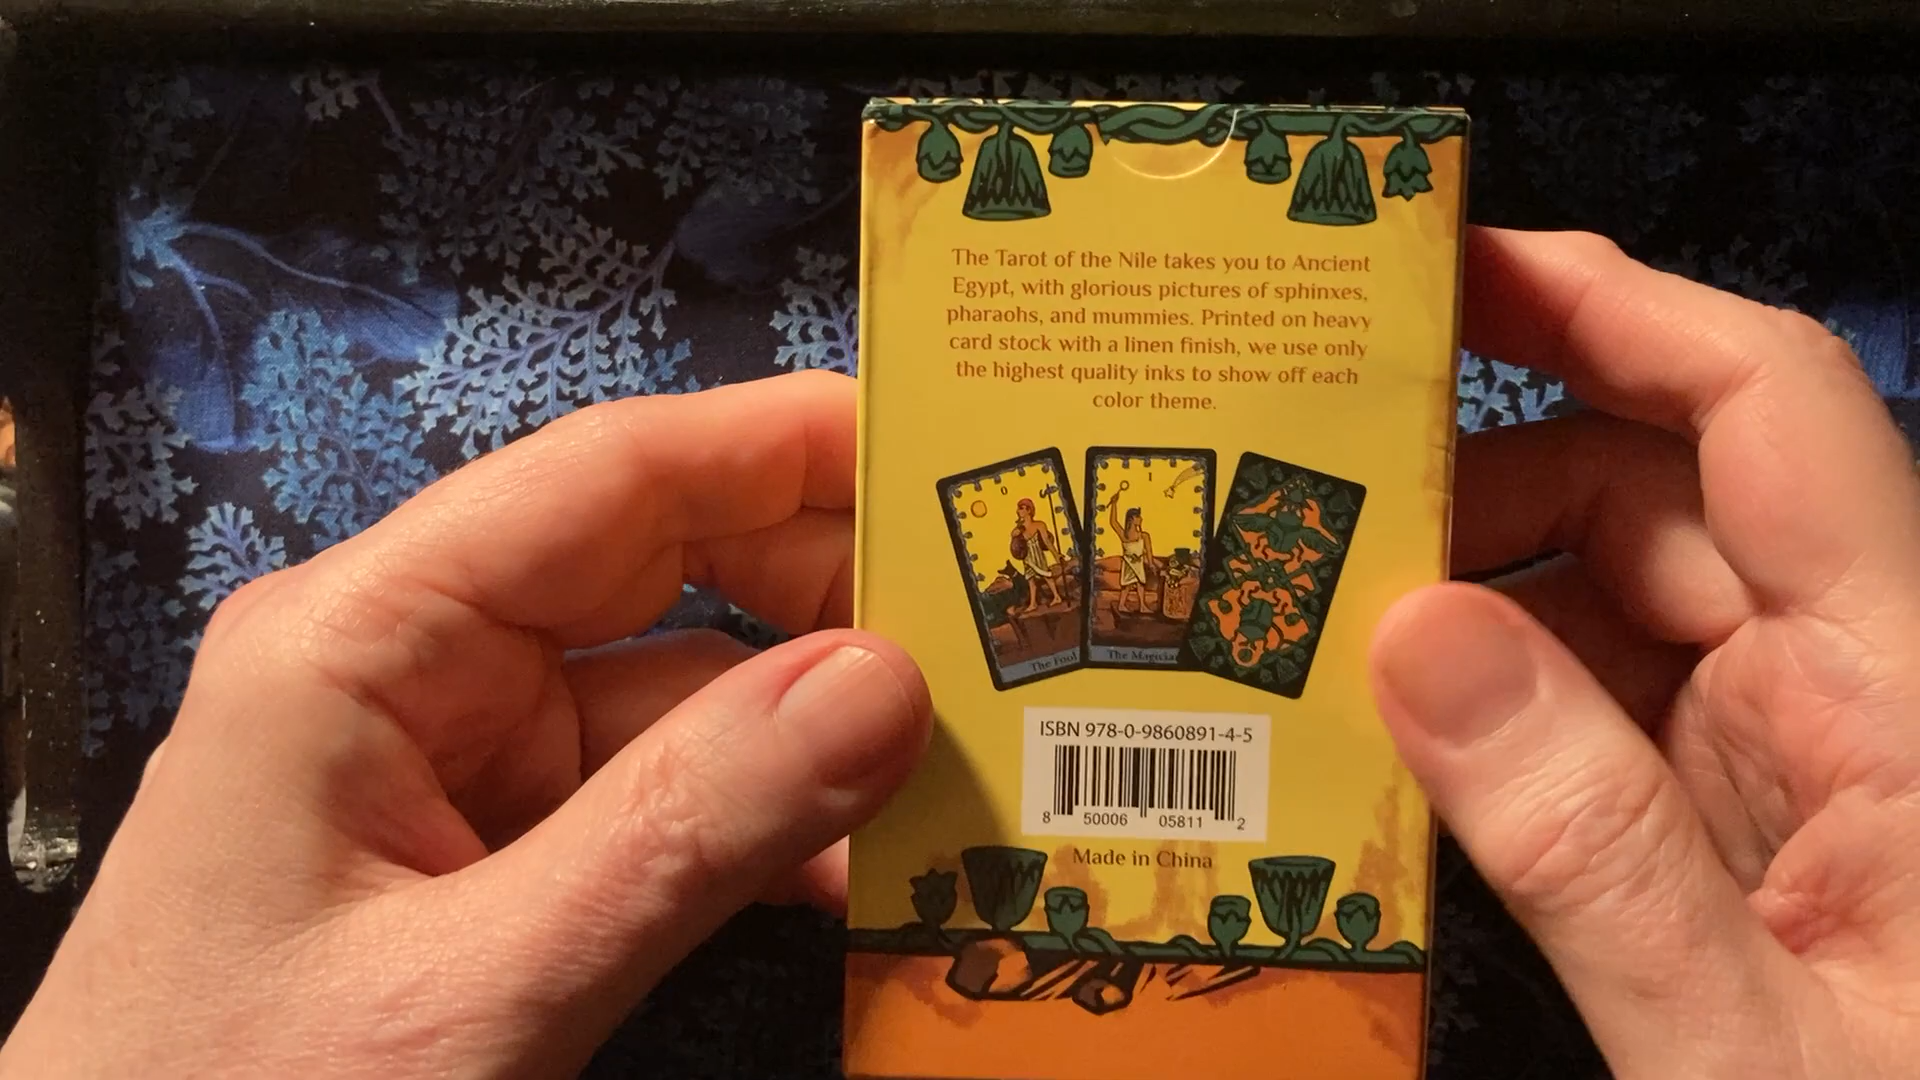 The Tarot of the Nile takes you to Ancient
Egypt, with glorious pictures of sphinxes,
pharaohs, and mummies. Printed on heavy
card stock with a linen finish, we use only
the highest quality inks to show off each
color theme.
0
I
The Fool
The Magicia
ISBN 978-0-9860891-4-5
8 50006 05811 2
Made in China